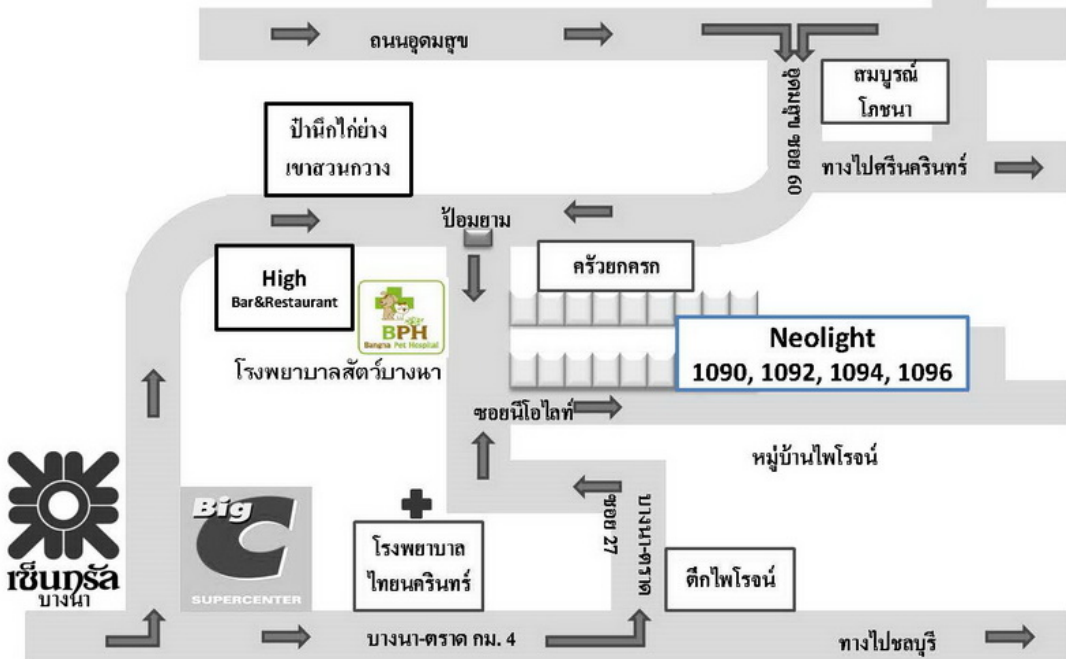 ถนนอุดมสุข
อุดมสุข ซอย 60
สมบูรณ์
โภชนา
ป้านึกไก่ย่าง
เขาสวนกวาง
ทางไปศรีนครินทร์
ป้อมยาม
ครัวยกครก
High
Bar&Restaurant
BPH
Bangna Pet Hospital
โรงพยาบาลสัตว์บางนา
Neolight
1090, 1092, 1094, 1096
ซอยนีโอไลท์
หมู่บ้านไพโรจน์
เซ็นทรัล
บางนา
Big
C
SUPERCENTER
โรงพยาบาล
ไทยนครินทร์
บางนา-ตราด
ซอย 27
ตึกไพโรจน์
บางนา-ตราด กม. 4
ทางไปชลบุรี